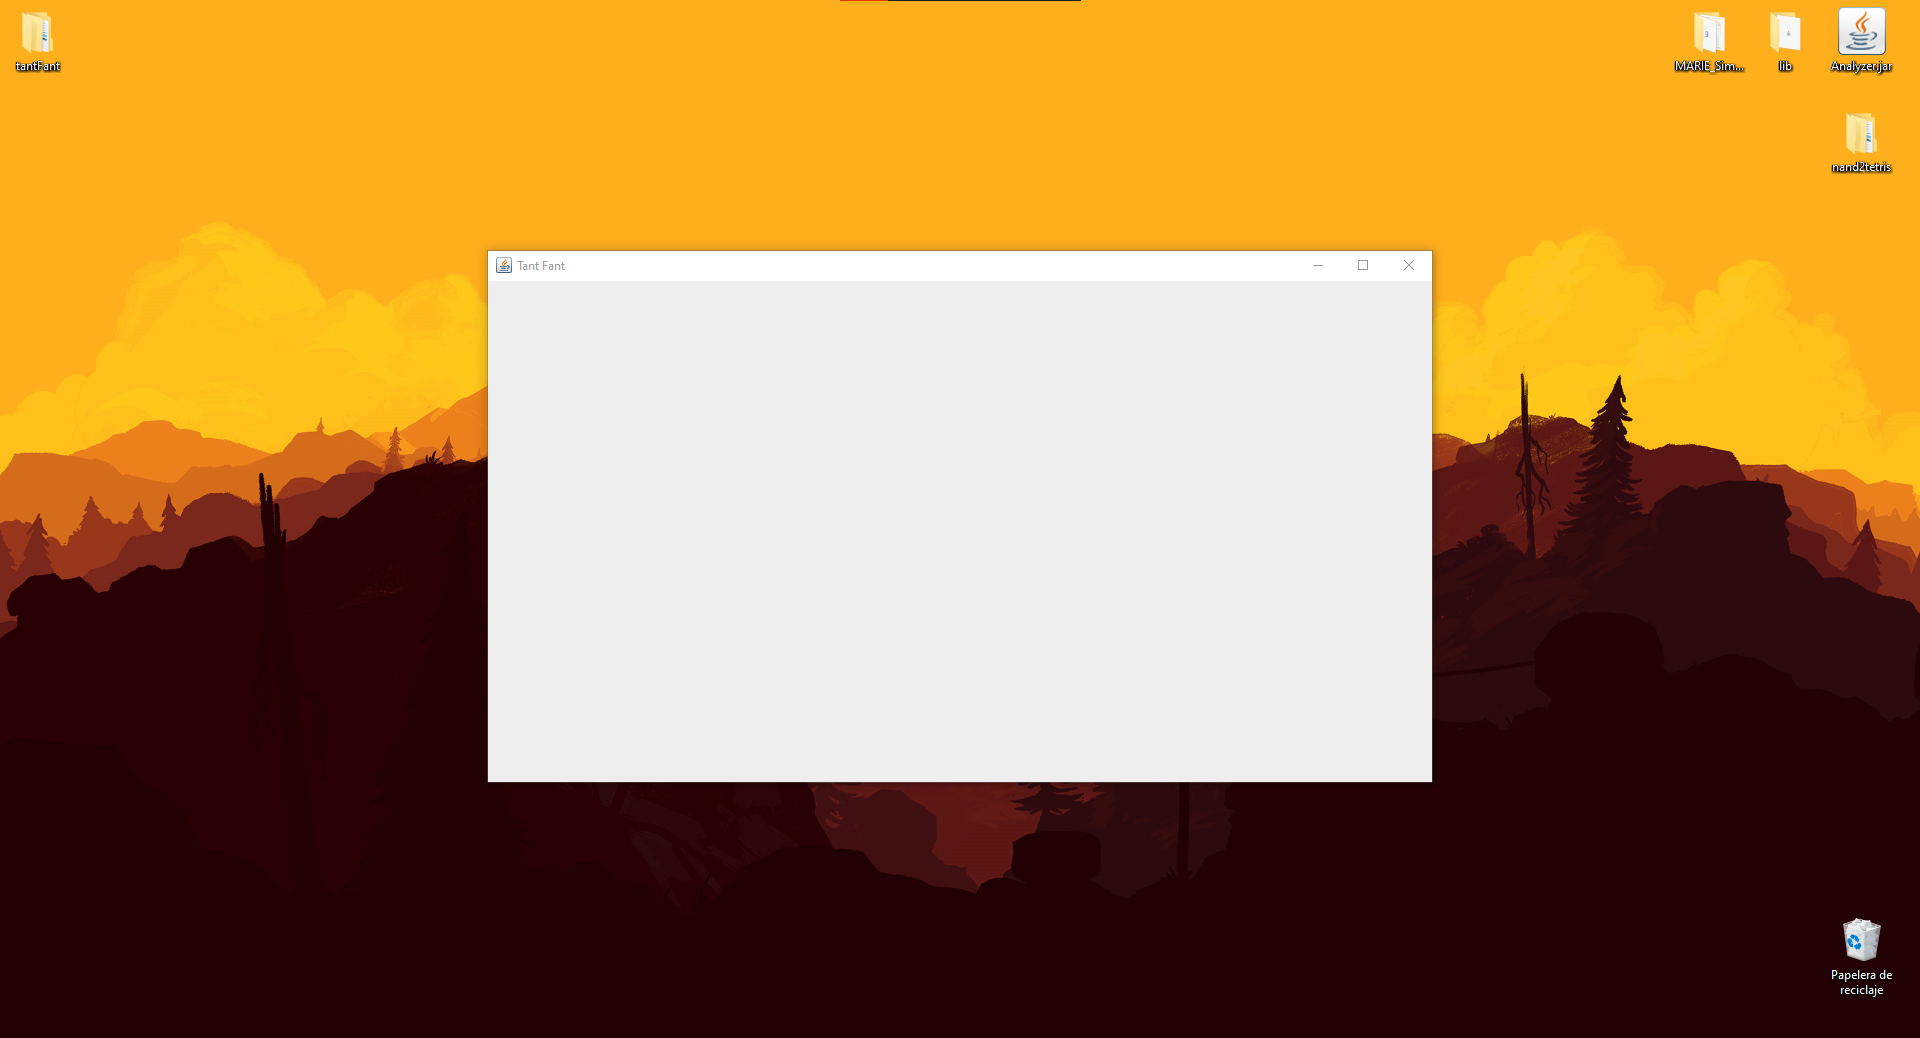 tantFant
MARIE_Sim...
lib
Analyzer.jar
nand2tetris
Tant Fant
Papelera de
reciclaje